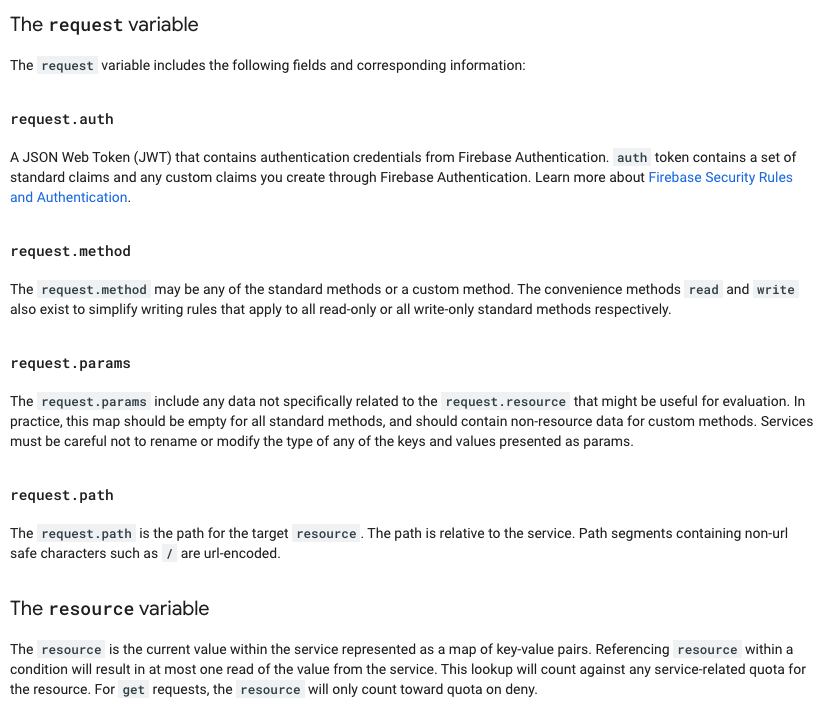 The request variable
The request variable includes the following fields and corresponding information:
request.auth
A JSON Web Token (JWT) that contains authentication credentials from Firebase Authentication. auth token contains a set of
standard claims and any custom claims you create through Firebase Authentication. Learn more about Firebase Security Rules
and Authentication.
request.method
The request.method may be any of the standard methods or a custom method. The convenience methods read and write
also exist to simplify writing rules that apply to all read-only or all write-only standard methods respectively.
request.params
The request.params include any data not specifically related to the request.resource that might be useful for evaluation. In
practice, this map should be empty for all standard methods, and should contain non-resource data for custom methods. Services
must be careful not to rename or modify the type of any of the keys and values presented as params.
request.path
The request.path is the path for the target resource. The path is relative to the service. Path segments containing non-url
safe characters such as / are url-encoded.
The resource variable
The resource is the current value within the service represented as a map of key-value pairs. Referencing resource within a
condition will result in at most one read of the value from the service. This lookup will count against any service-related quota for
the resource. For get requests, the resource will only count toward quota on deny.